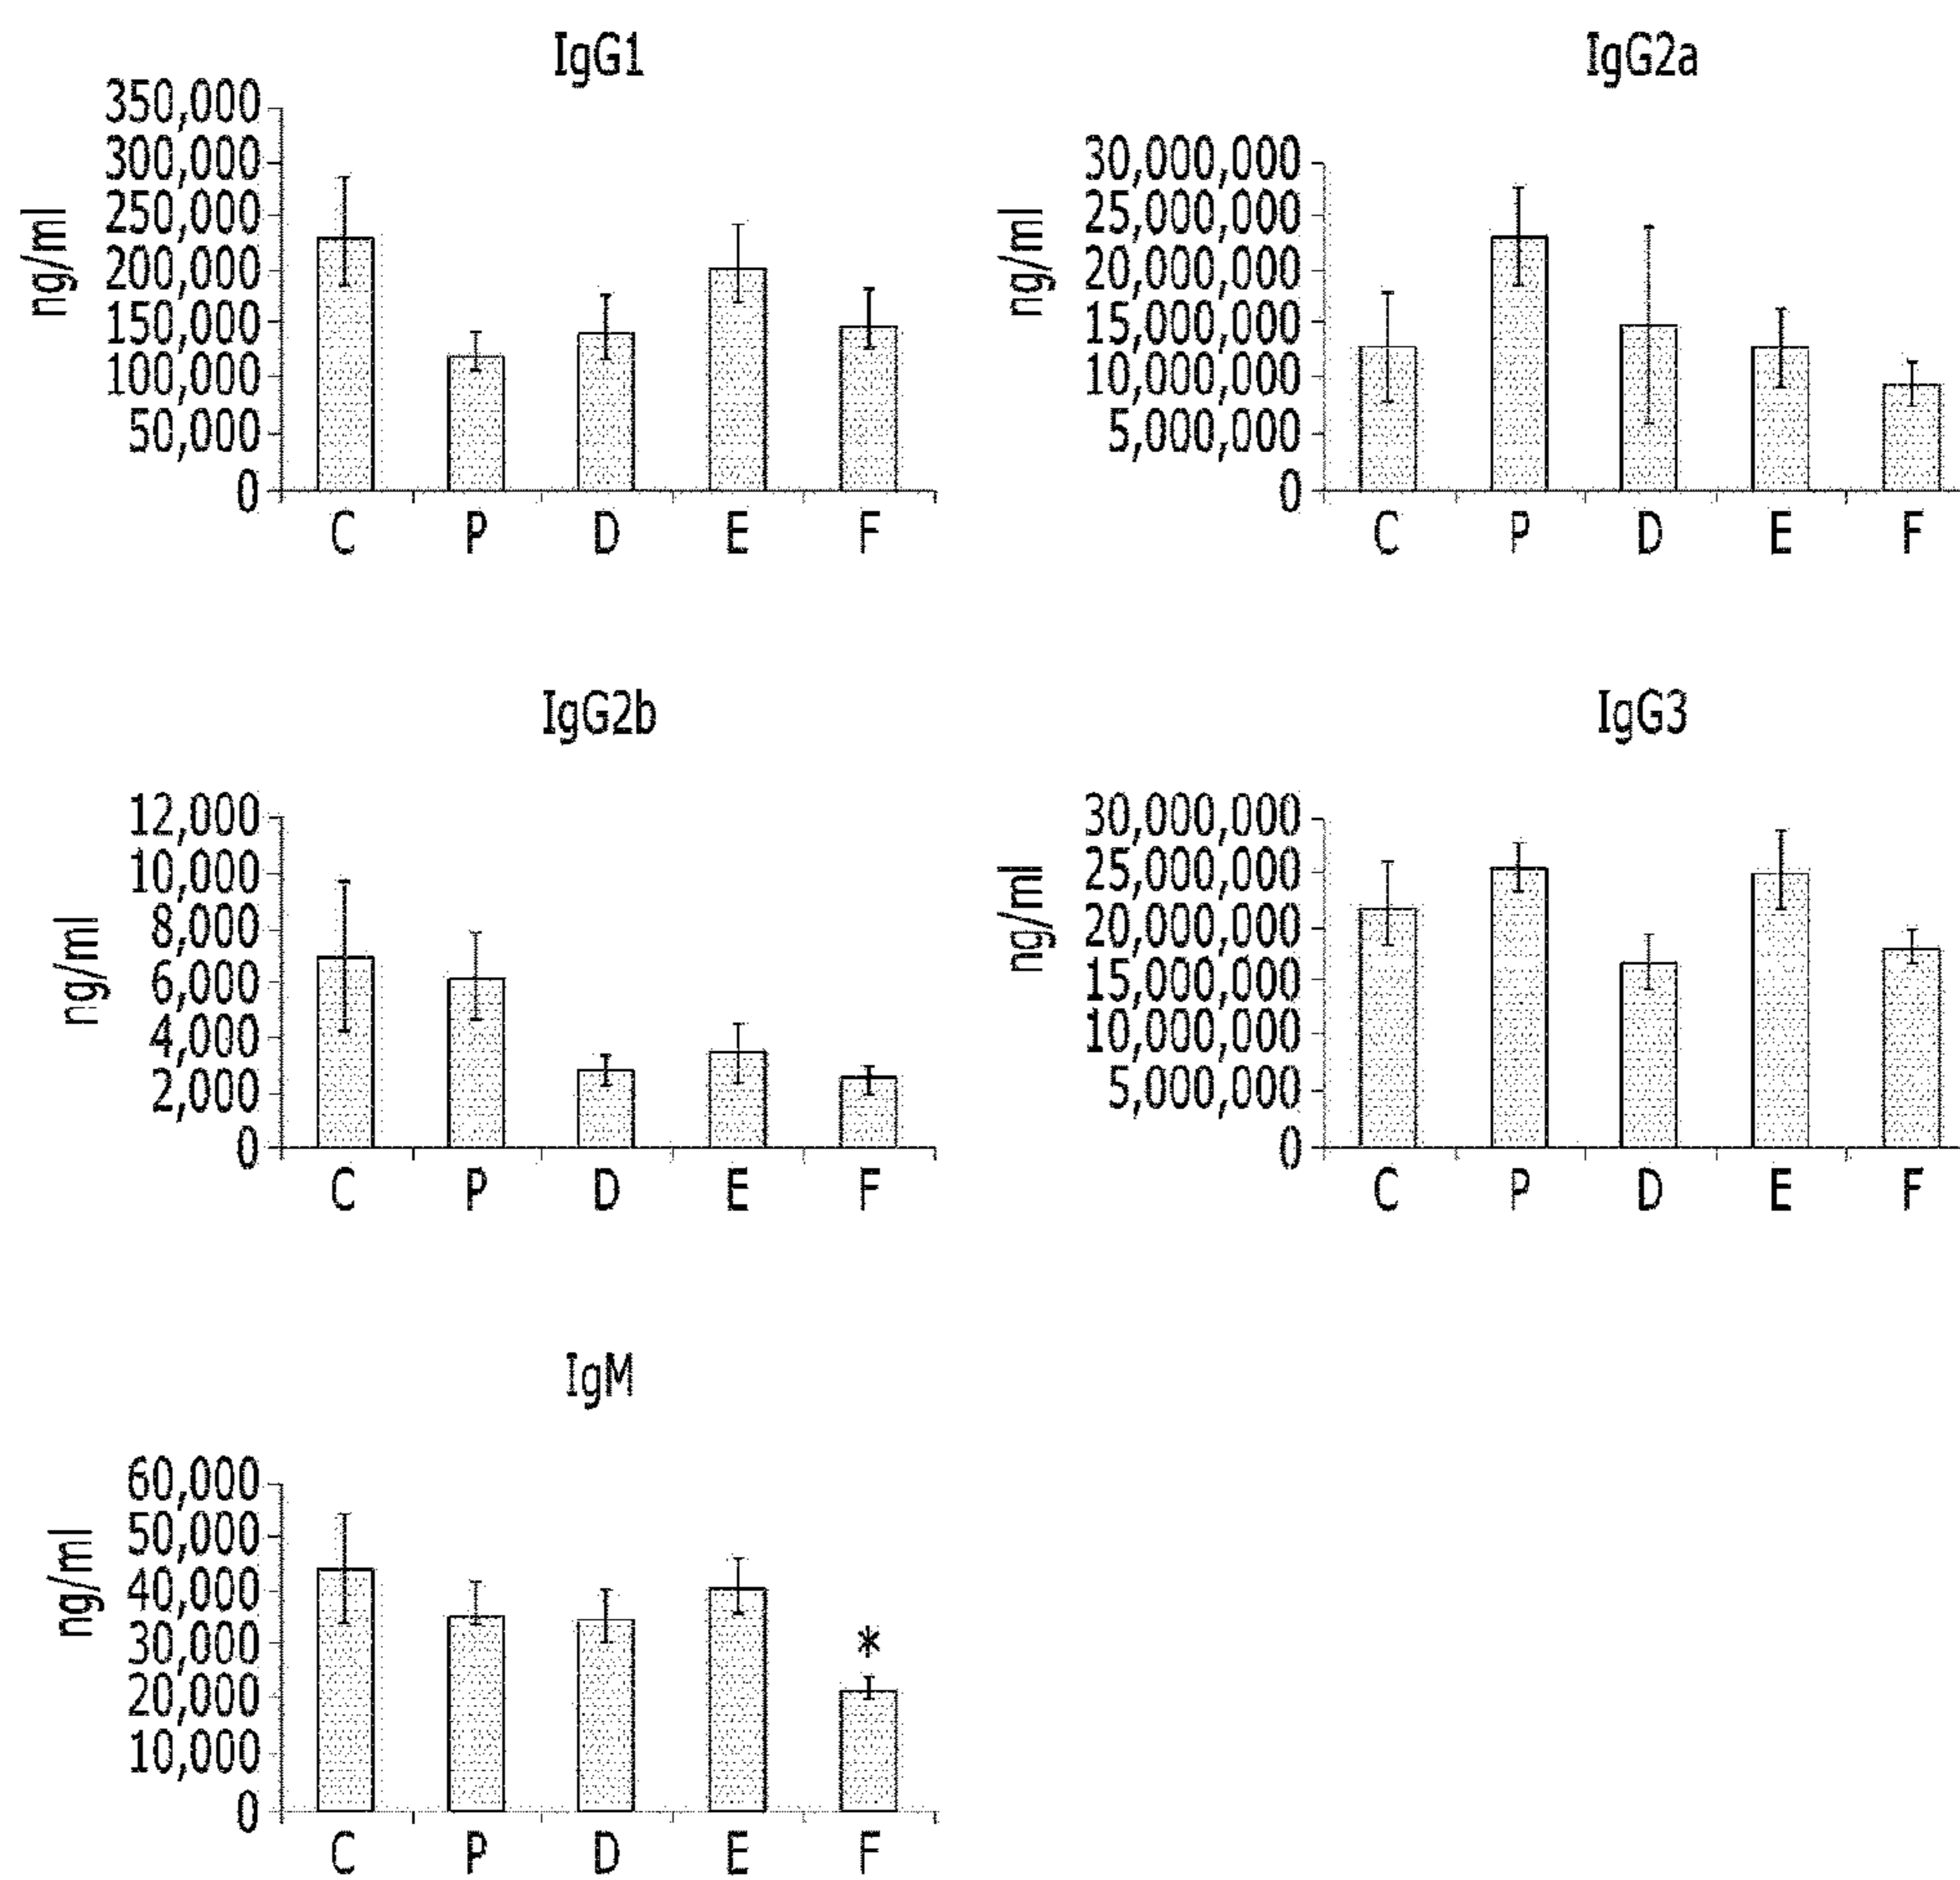 IgG1
350,000
300,000
250,000
200,000
150,000
100,000
50,000
0
ng/ml
C P D E F
IgG2a
30,000,000
25,000,000
20,000,000
15,000,000
10,000,000
5,000,000
0
ng/ml
C P D E F
IgG2b
12,000
10,000
8,000
6,000
4,000
2,000
0
ng/ml
C P D E F
IgG3
30,000,000
25,000,000
20,000,000
15,000,000
10,000,000
5,000,000
0
ng/ml
C P D E F
IgM
60,000
50,000
40,000
30,000
20,000
10,000
0
ng/ml
*
C P D E F